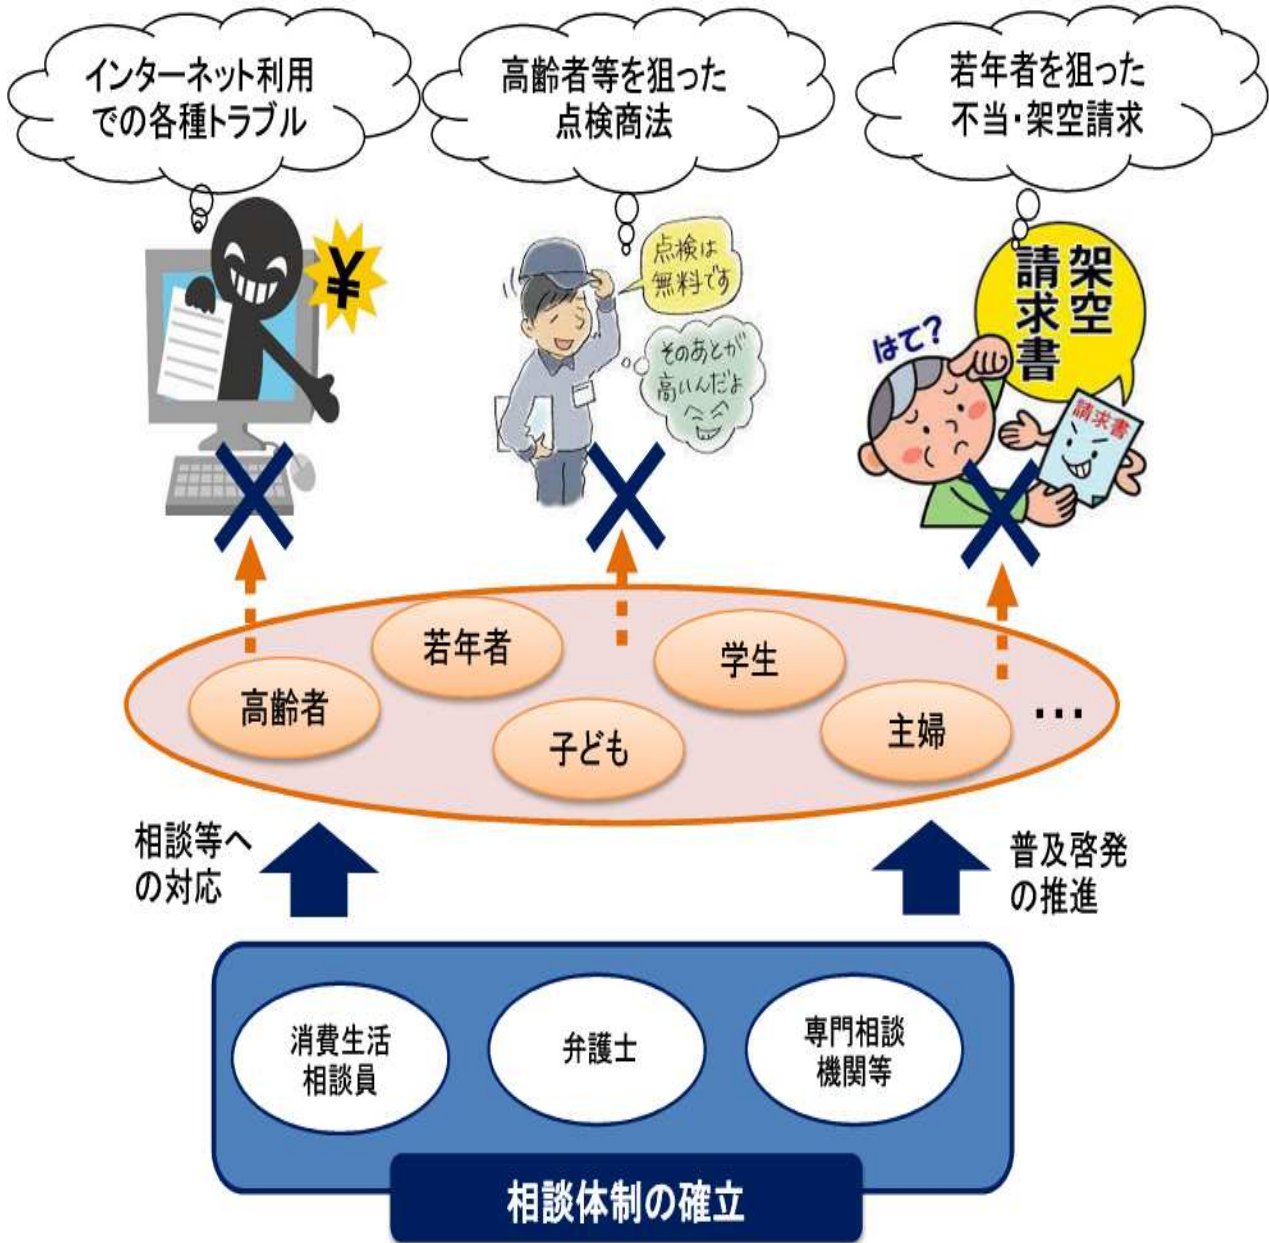 インターネット利用
での各種トラブル
高齢者等を狙った
点検商法
若年者を狙った
不当・架空請求
¥
点検は
無料です
そのあとが
高いんだよ
架空
請求書
はて?
請求書
若年者
学生
高齢者
子ども
主婦
…
相談等へ
の対応
普及啓発
の推進
消費生活
相談員
弁護士
専門相談
機関等
相談体制の確立